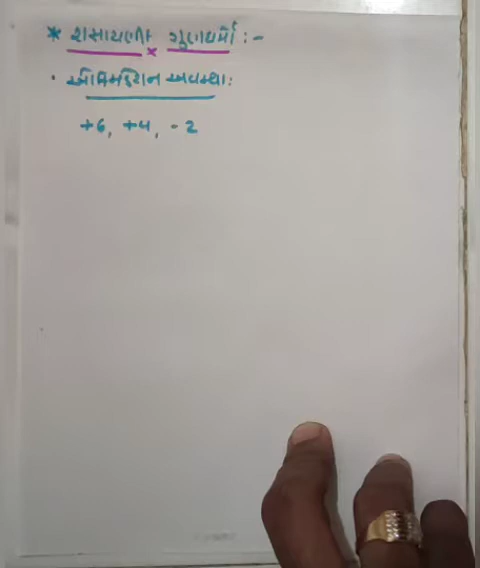 * રાસાયણીક ગુણધર્મો :-
• ઓક્સિડેશન અવસ્થા:
+6, +4, -2